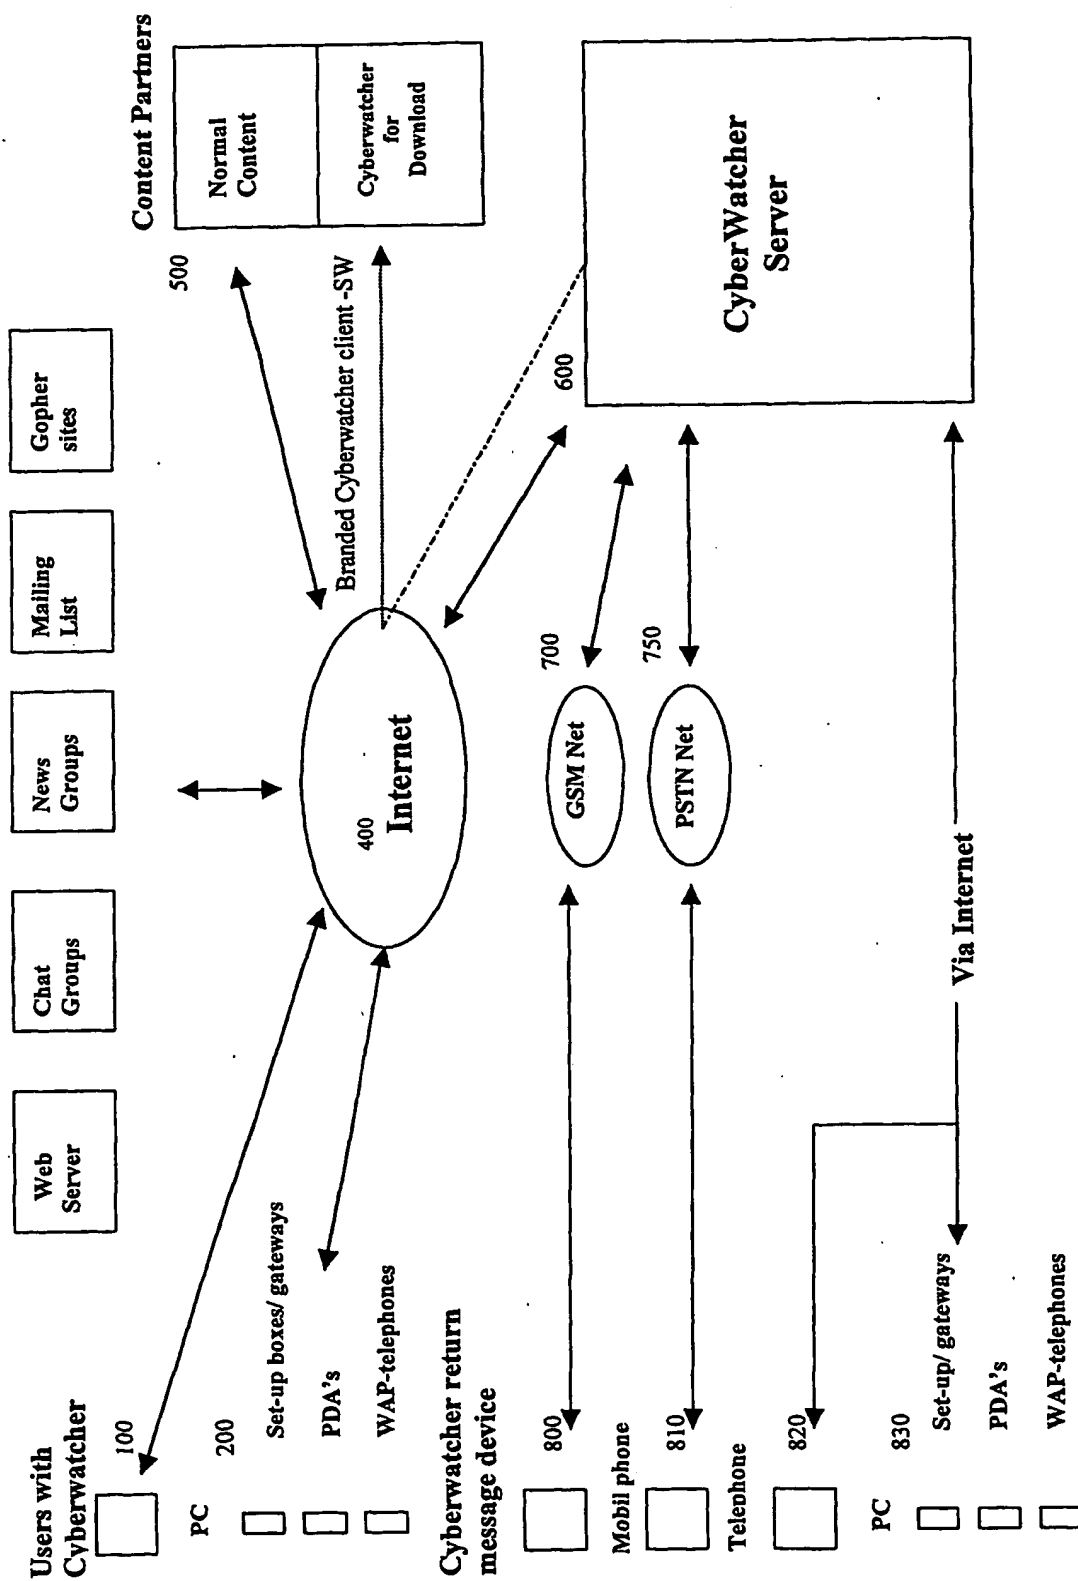 Users with
Cyberwatcher
100
PC
200
Set-up boxes/ gateways
PDA's
WAP-telephones
Cyberwatcher return
message device
800
Mobil phone
810
Telephone
820
PC
830
Set-up/ gateways
PDA's
WAP-telephones
Web
Server
Chat
Groups
News
Groups
Mailing
List
Gopher
sites
400
Internet
GSM Net
700
PSTN Net
750
Via Internet
Branded Cyberwatcher client -SW
500
Content Partners
Normal
Content
Cyberwatcher
for
Download
600
CyberWatcher
Server